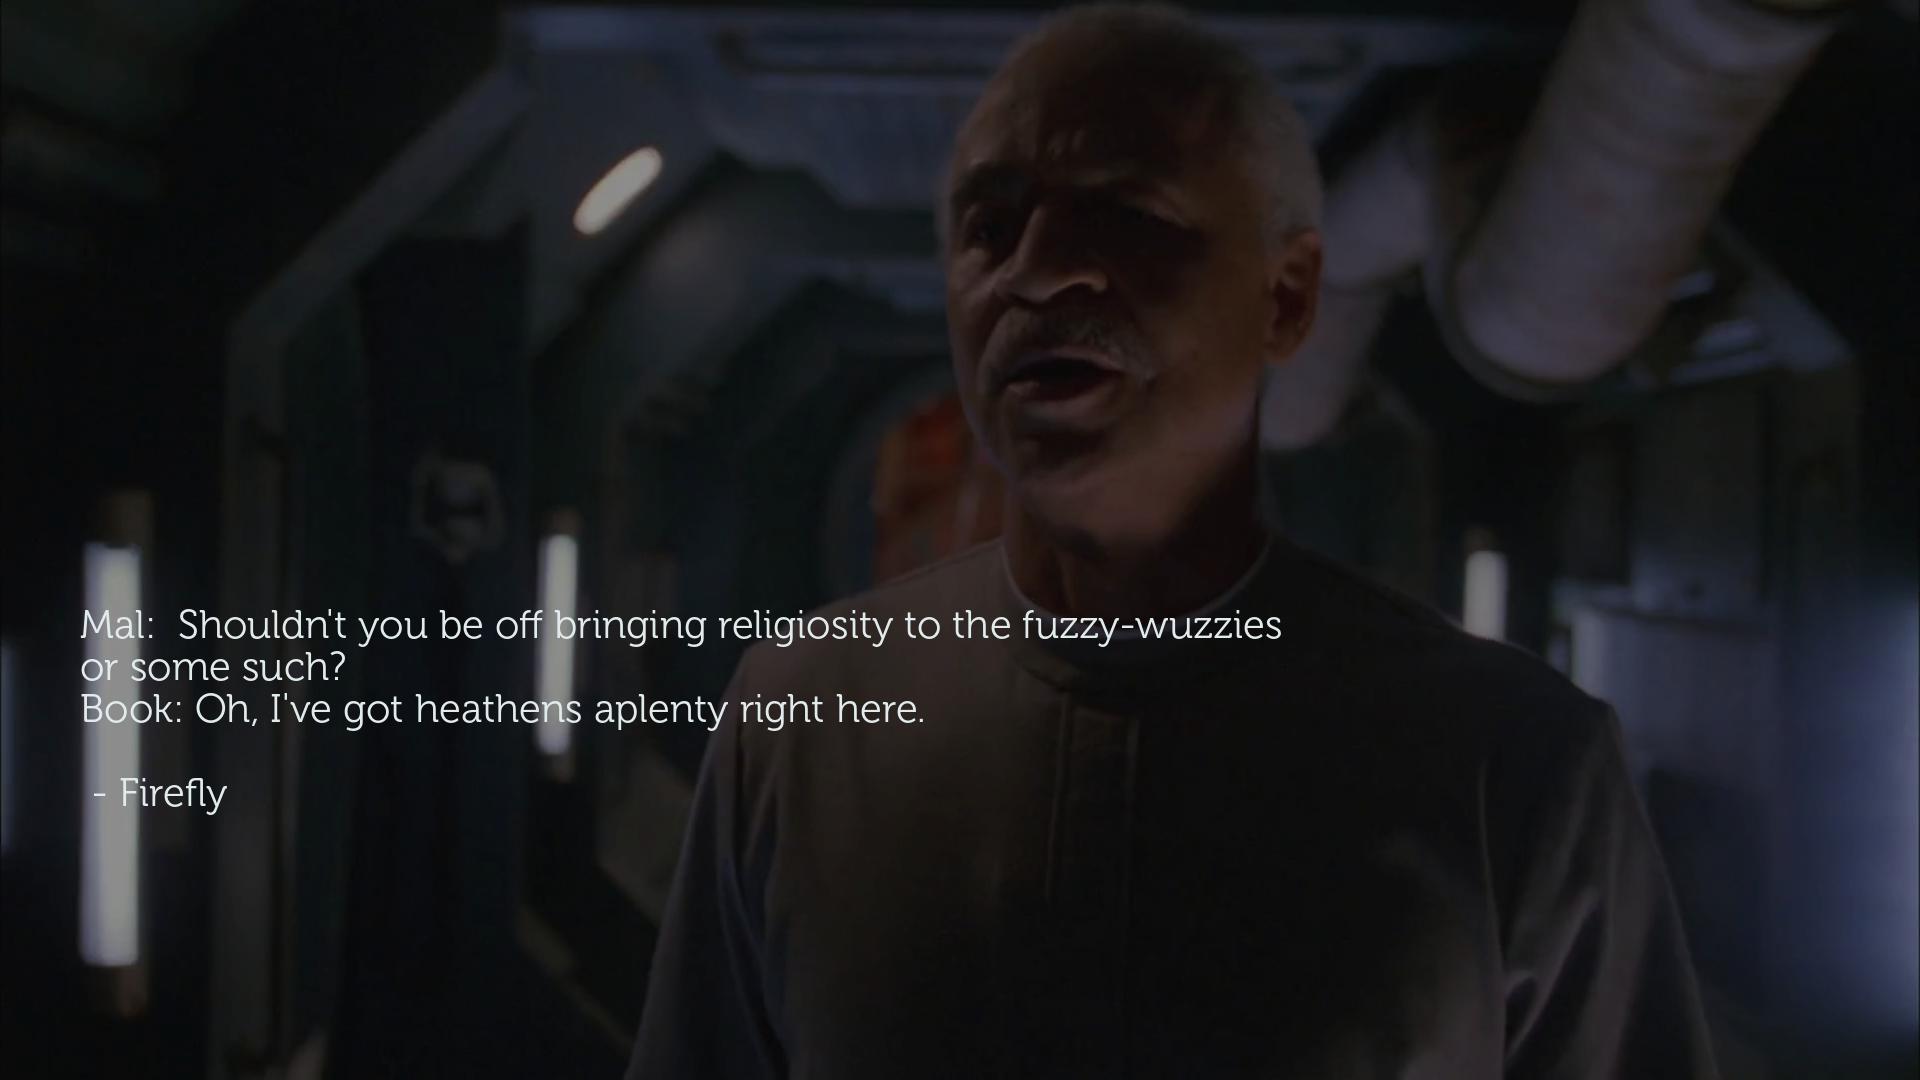 Mal:  Shouldn't you be off bringing religiosity to the fuzzy-wuzzies
or some such?
Book: Oh, I've got heathens aplenty right here.
- Firefly